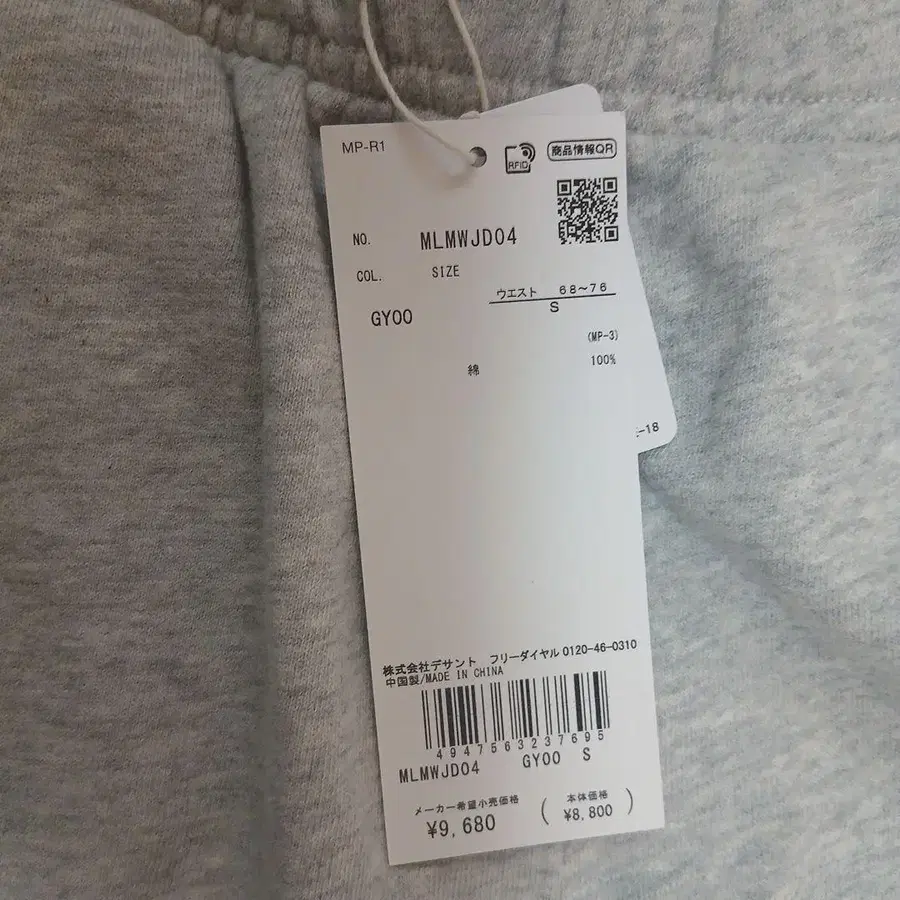 MP-R1
RFID
商品情報QR
NO. MLMWJD04
COL. SIZE
ウエスト 68~76
GY00 S
(MP-3)
綿 100%
-18
株式会社デサント フリーダイヤル 0120-46-0310
中国製/MADE IN CHINA
4947563237695
MLMWJD04 GY00 S
メーカー希望小売価格 ( 本体価格 )
¥9,680 ¥8,800